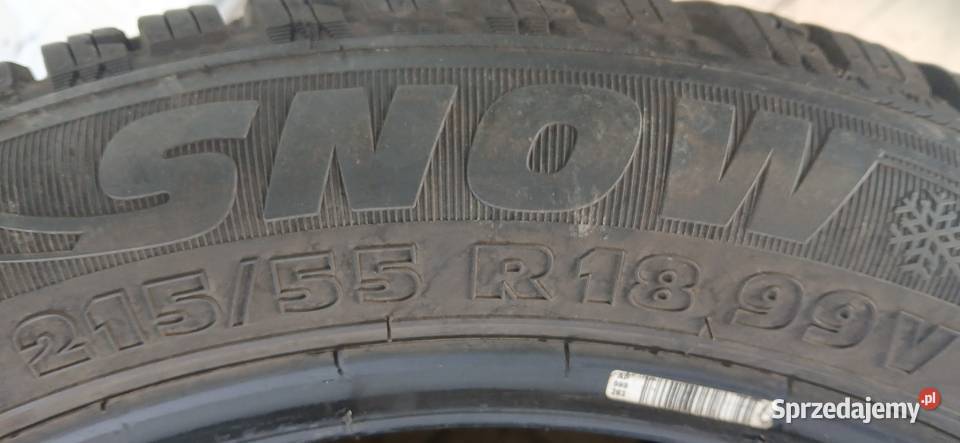 SNOW
215/55 R18 99V
Sprzedajemy.pl